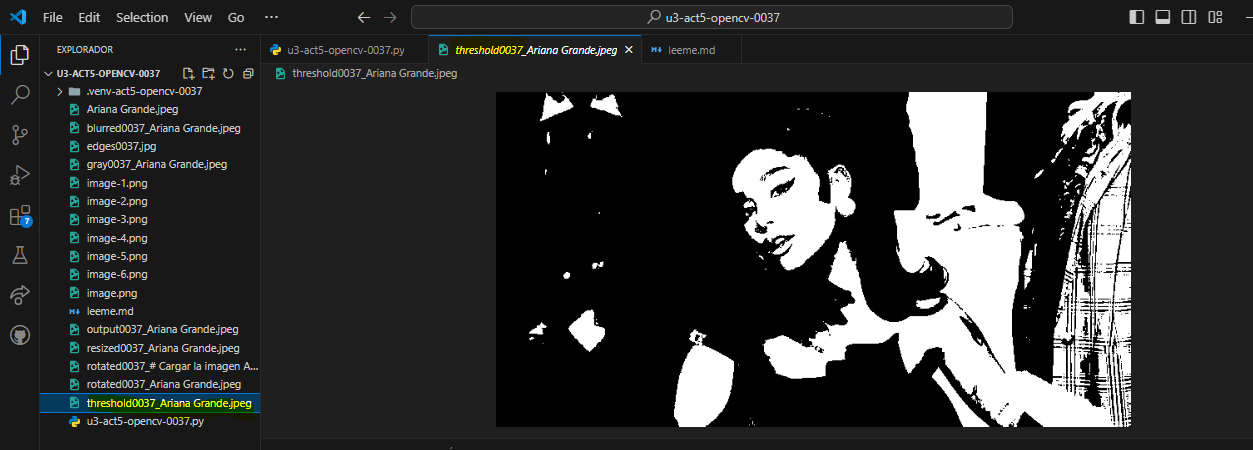 File Edit Selection View Go ··· u3-act5-opencv-0037
EXPLORADOR ···
u3-act5-opencv-0037.py threshold0037_Ariana Grande.jpeg leeme.md
U3-ACT5-OPENCV-0037
threshold0037_Ariana Grande.jpeg
.venv-act5-opencv-0037
Ariana Grande.jpeg
blurred0037_Ariana Grande.jpeg
edges0037.jpg
gray0037_Ariana Grande.jpeg
image-1.png
image-2.png
image-3.png
image-4.png
image-5.png
image-6.png
image.png
leeme.md
output0037_Ariana Grande.jpeg
resized0037_Ariana Grande.jpeg
rotated0037_# Cargar la imagen A...
rotated0037_Ariana Grande.jpeg
threshold0037_Ariana Grande.jpeg
u3-act5-opencv-0037.py
7